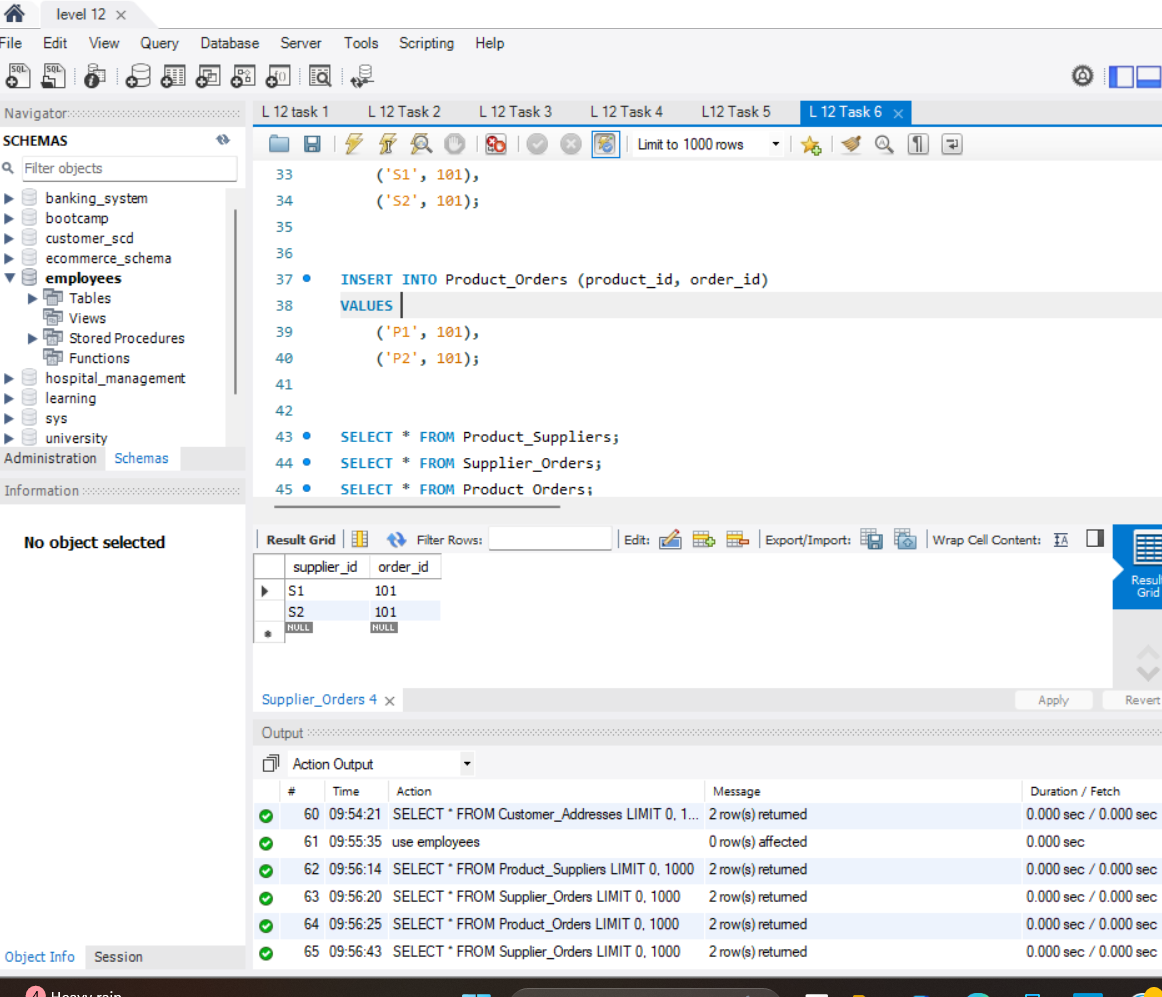 level 12
File Edit View Query Database Server Tools Scripting Help
SQL SQL
Navigator
L 12 task 1 L 12 Task 2 L 12 Task 3 L 12 Task 4 L12 Task 5 L 12 Task 6
SCHEMAS
Limit to 1000 rows
Filter objects
banking_system
bootcamp
customer_scd
ecommerce_schema
employees
Tables
Views
Stored Procedures
Functions
hospital_management
learning
sys
university
Administration Schemas
Information
No object selected
33 ('S1', 101),
34 ('S2', 101);
35
36
37 INSERT INTO Product_Orders (product_id, order_id)
38 VALUES
39 ('P1', 101),
40 ('P2', 101);
41
42
43 SELECT * FROM Product_Suppliers;
44 SELECT * FROM Supplier_Orders;
45 SELECT * FROM Product_Orders;
Result Grid Filter Rows: Edit: Export/Import: Wrap Cell Content:
supplier_id order_id
S1 101
S2 101
NULL NULL
Result
Grid
Supplier_Orders 4 Apply Revert
Output
Action Output
# Time Action Message Duration / Fetch
60 09:54:21 SELECT * FROM Customer_Addresses LIMIT 0, 1... 2 row(s) returned 0.000 sec / 0.000 sec
61 09:55:35 use employees 0 row(s) affected 0.000 sec
62 09:56:14 SELECT * FROM Product_Suppliers LIMIT 0, 1000 2 row(s) returned 0.000 sec / 0.000 sec
63 09:56:20 SELECT * FROM Supplier_Orders LIMIT 0, 1000 2 row(s) returned 0.000 sec / 0.000 sec
64 09:56:25 SELECT * FROM Product_Orders LIMIT 0, 1000 2 row(s) returned 0.000 sec / 0.000 sec
65 09:56:43 SELECT * FROM Supplier_Orders LIMIT 0, 1000 2 row(s) returned 0.000 sec / 0.000 sec
Object Info Session
4 Heavy rain